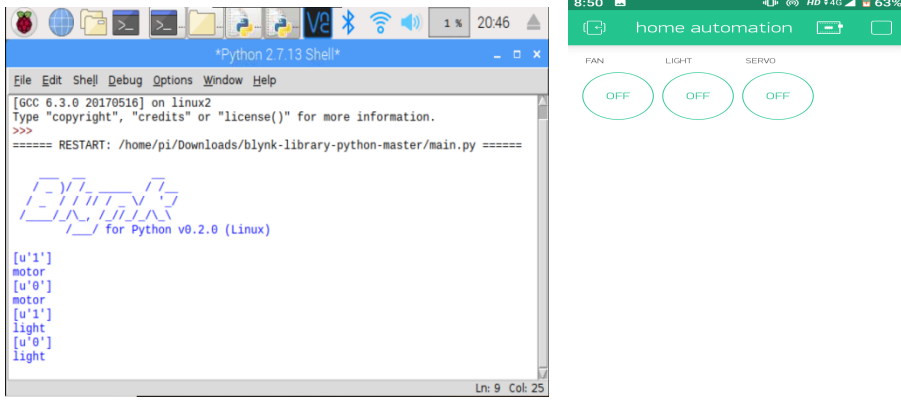 1 % 20:46
*Python 2.7.13 Shell*
File Edit Shell Debug Options Window Help
[GCC 6.3.0 20170516] on linux2
Type "copyright", "credits" or "license()" for more information.
>>>
====== RESTART: /home/pi/Downloads/blynk-library-python-master/main.py ======
for Python v0.2.0 (Linux)
[u'1']
motor
[u'0']
motor
[u'1']
light
[u'0']
light
Ln: 9 Col: 25
8:50 HD 4G 63%
home automation
FAN LIGHT SERVO
OFF OFF OFF